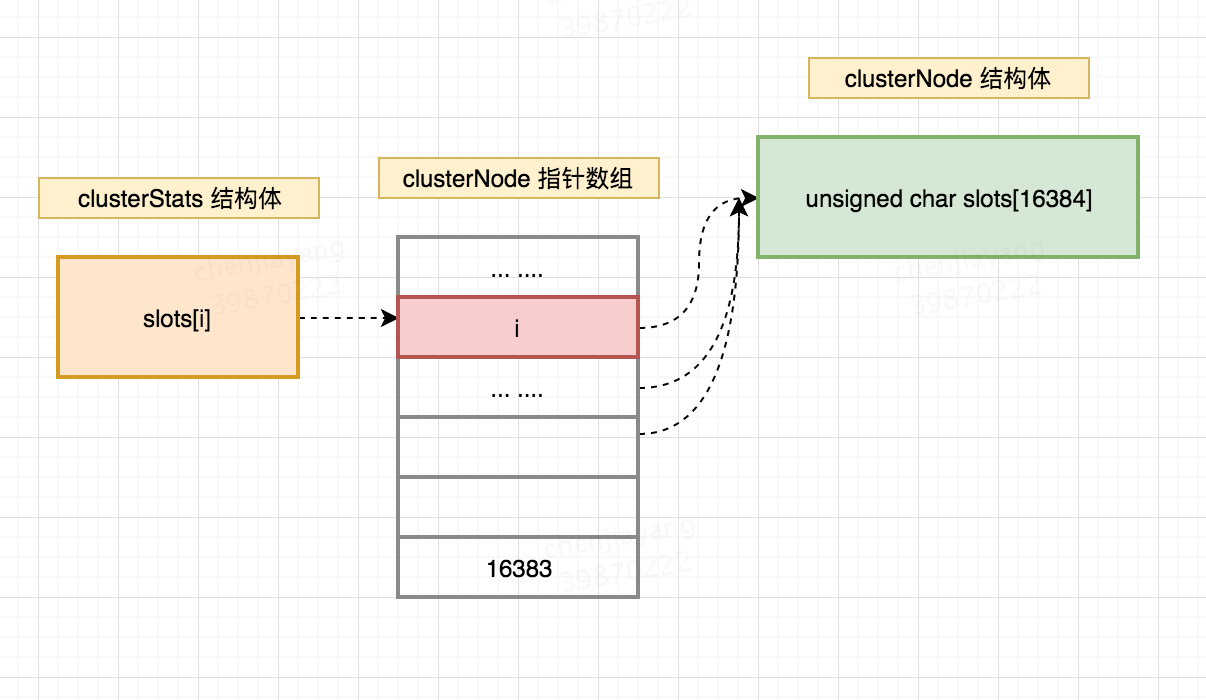 clusterNode 结构体
clusterStats 结构体
clusterNode 指针数组
slots[i]
... ....
i
... ....
16383
unsigned char slots[16384]
chenjiayang
39870222
chenjiayang
39870222
chenjiayang
39870222
39870222